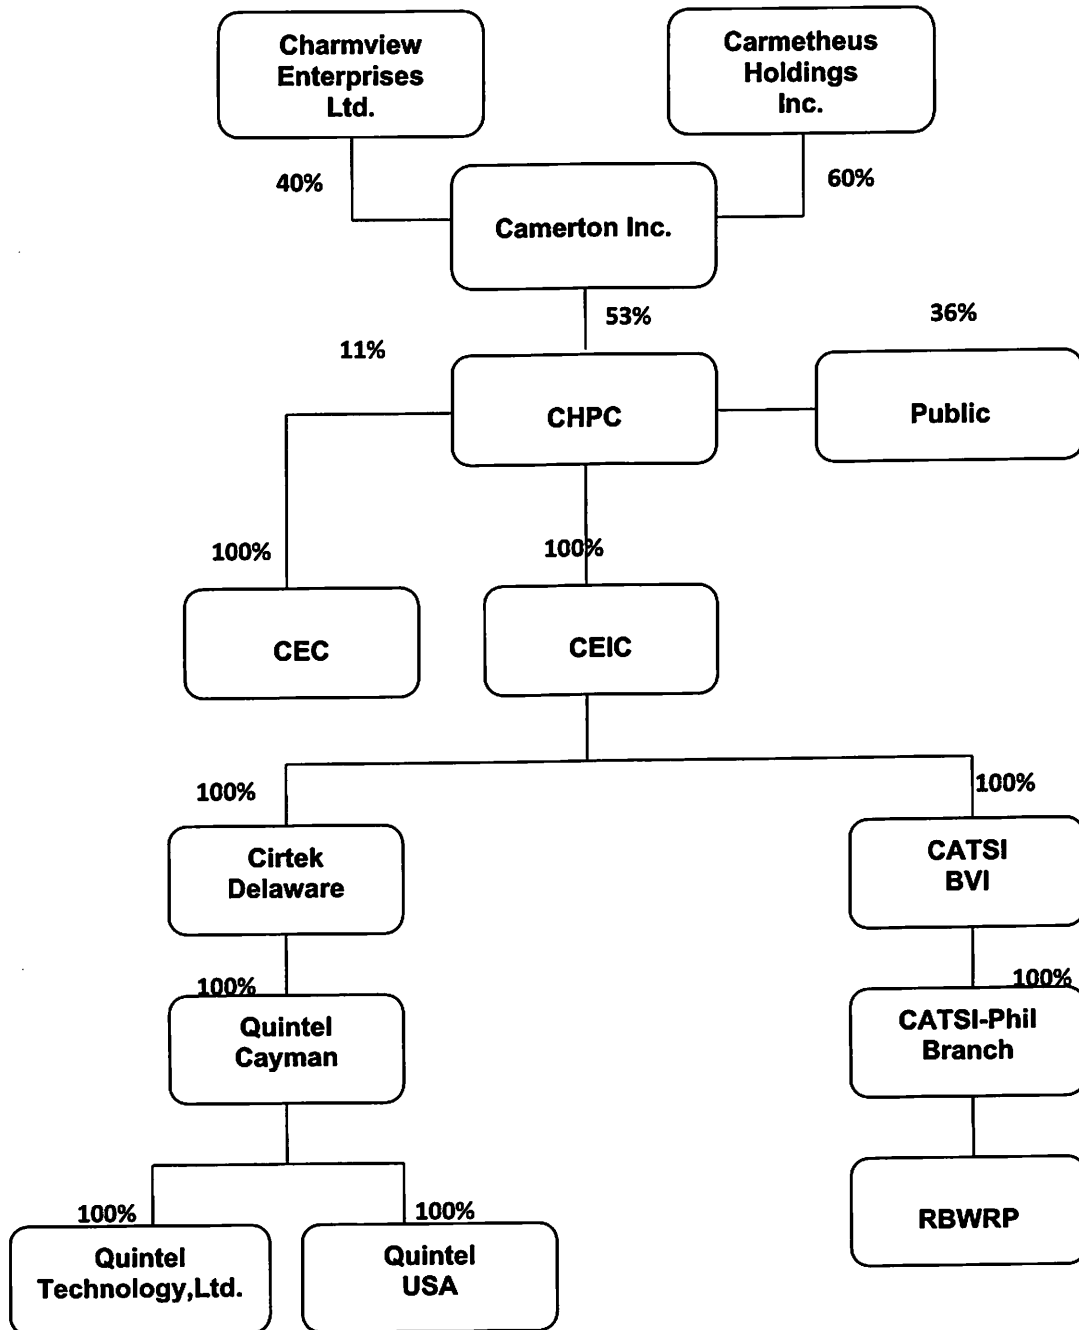 Charmview
Enterprises
Ltd.
Carmetheus
Holdings
Inc.
40%
60%
Camerton Inc.
53%
36%
11%
CHPC
Public
100%
100%
CEC
CEIC
100%
100%
Cirtek
Delaware
CATSI
BVI
100%
100%
Quintel
Cayman
CATSI-Phil
Branch
RBWRP
100%
100%
Quintel
Technology,Ltd.
Quintel
USA